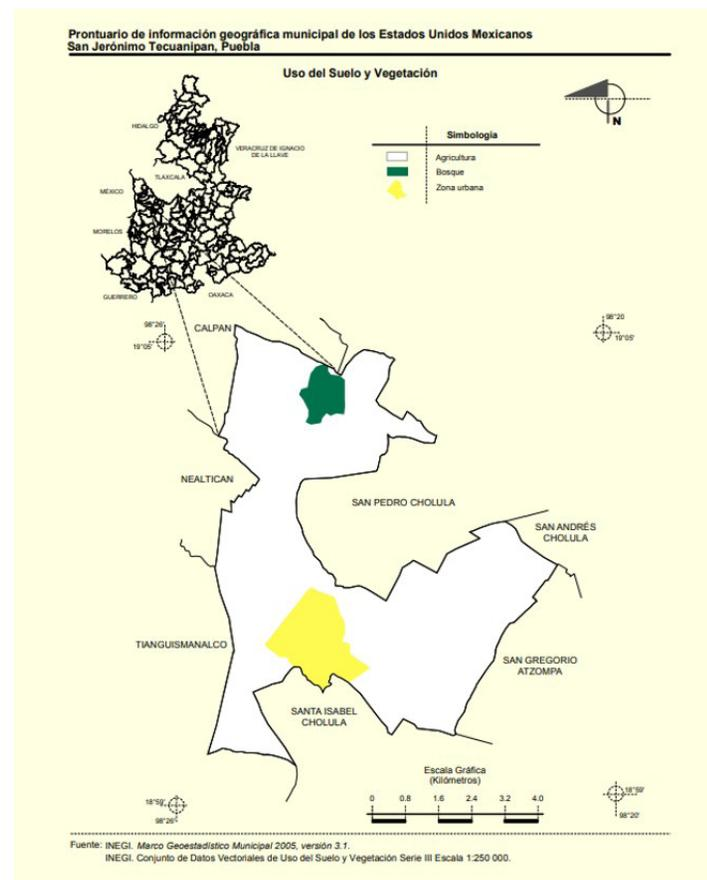 Prontuario de información geográfica municipal de los Estados Unidos Mexicanos
San Jerónimo Tecuanipan, Puebla
Uso del Suelo y Vegetación
N
Simbología
Agricultura
Bosque
Zona urbana
HIDALGO
VERACRUZ DE IGNACIO
DE LA LLAVE
TLAXCALA
MÉXICO
MORELOS
GUERRERO
OAXACA
98°26'
19°05'
98°20
19°05'
CALPAN
NEALTICAN
SAN PEDRO CHOLULA
SAN ANDRÉS
CHOLULA
TIANGUISMANALCO
SAN GREGORIO
ATZOMPA
SANTA ISABEL
CHOLULA
Escala Gráfica
(Kilómetros)
0 0.8 1.6 2.4 3.2 4.0
18°59'
98°26'
18°59'
98°20'
Fuente: INEGI. Marco Geoestadístico Municipal 2005, versión 3.1.
INEGI. Conjunto de Datos Vectoriales de Uso del Suelo y Vegetación Serie III Escala 1:250 000.